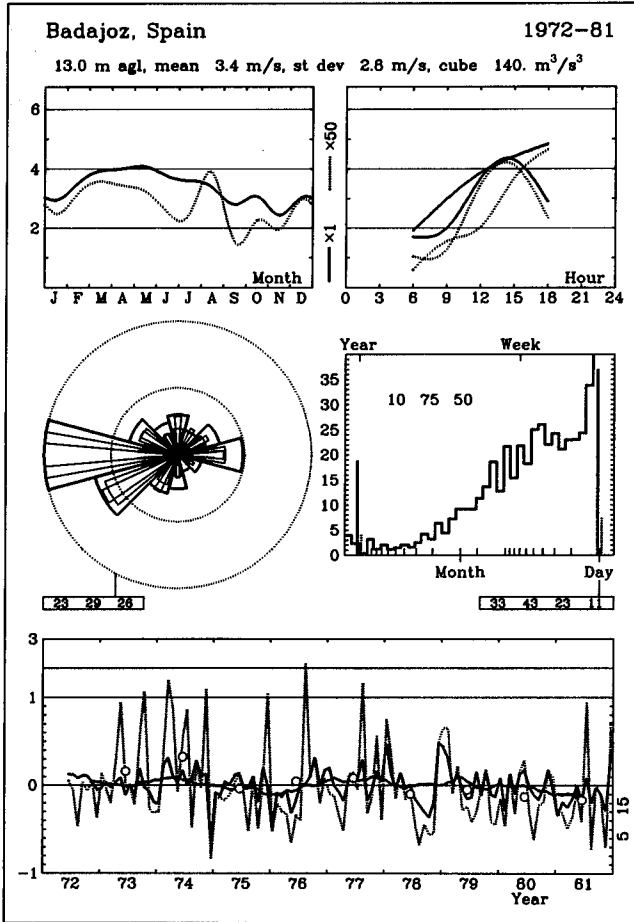 Badajoz, Spain 1972-81
13.0 m agl, mean 3.4 m/s, st dev 2.8 m/s, cube 140. m³/s³
6
4
2
J F M A M J J A S O N D
Month
×1 ×50
6
4
2
0 3 6 9 12 15 18 21 24
Hour
Year Week
35
30
25
20
15
10
5
0
10 75 50
Month Day
23 29 26
33 43 23 11
3
1
0
-1
72 73 74 75 76 77 78 79 80 81
Year
5 15